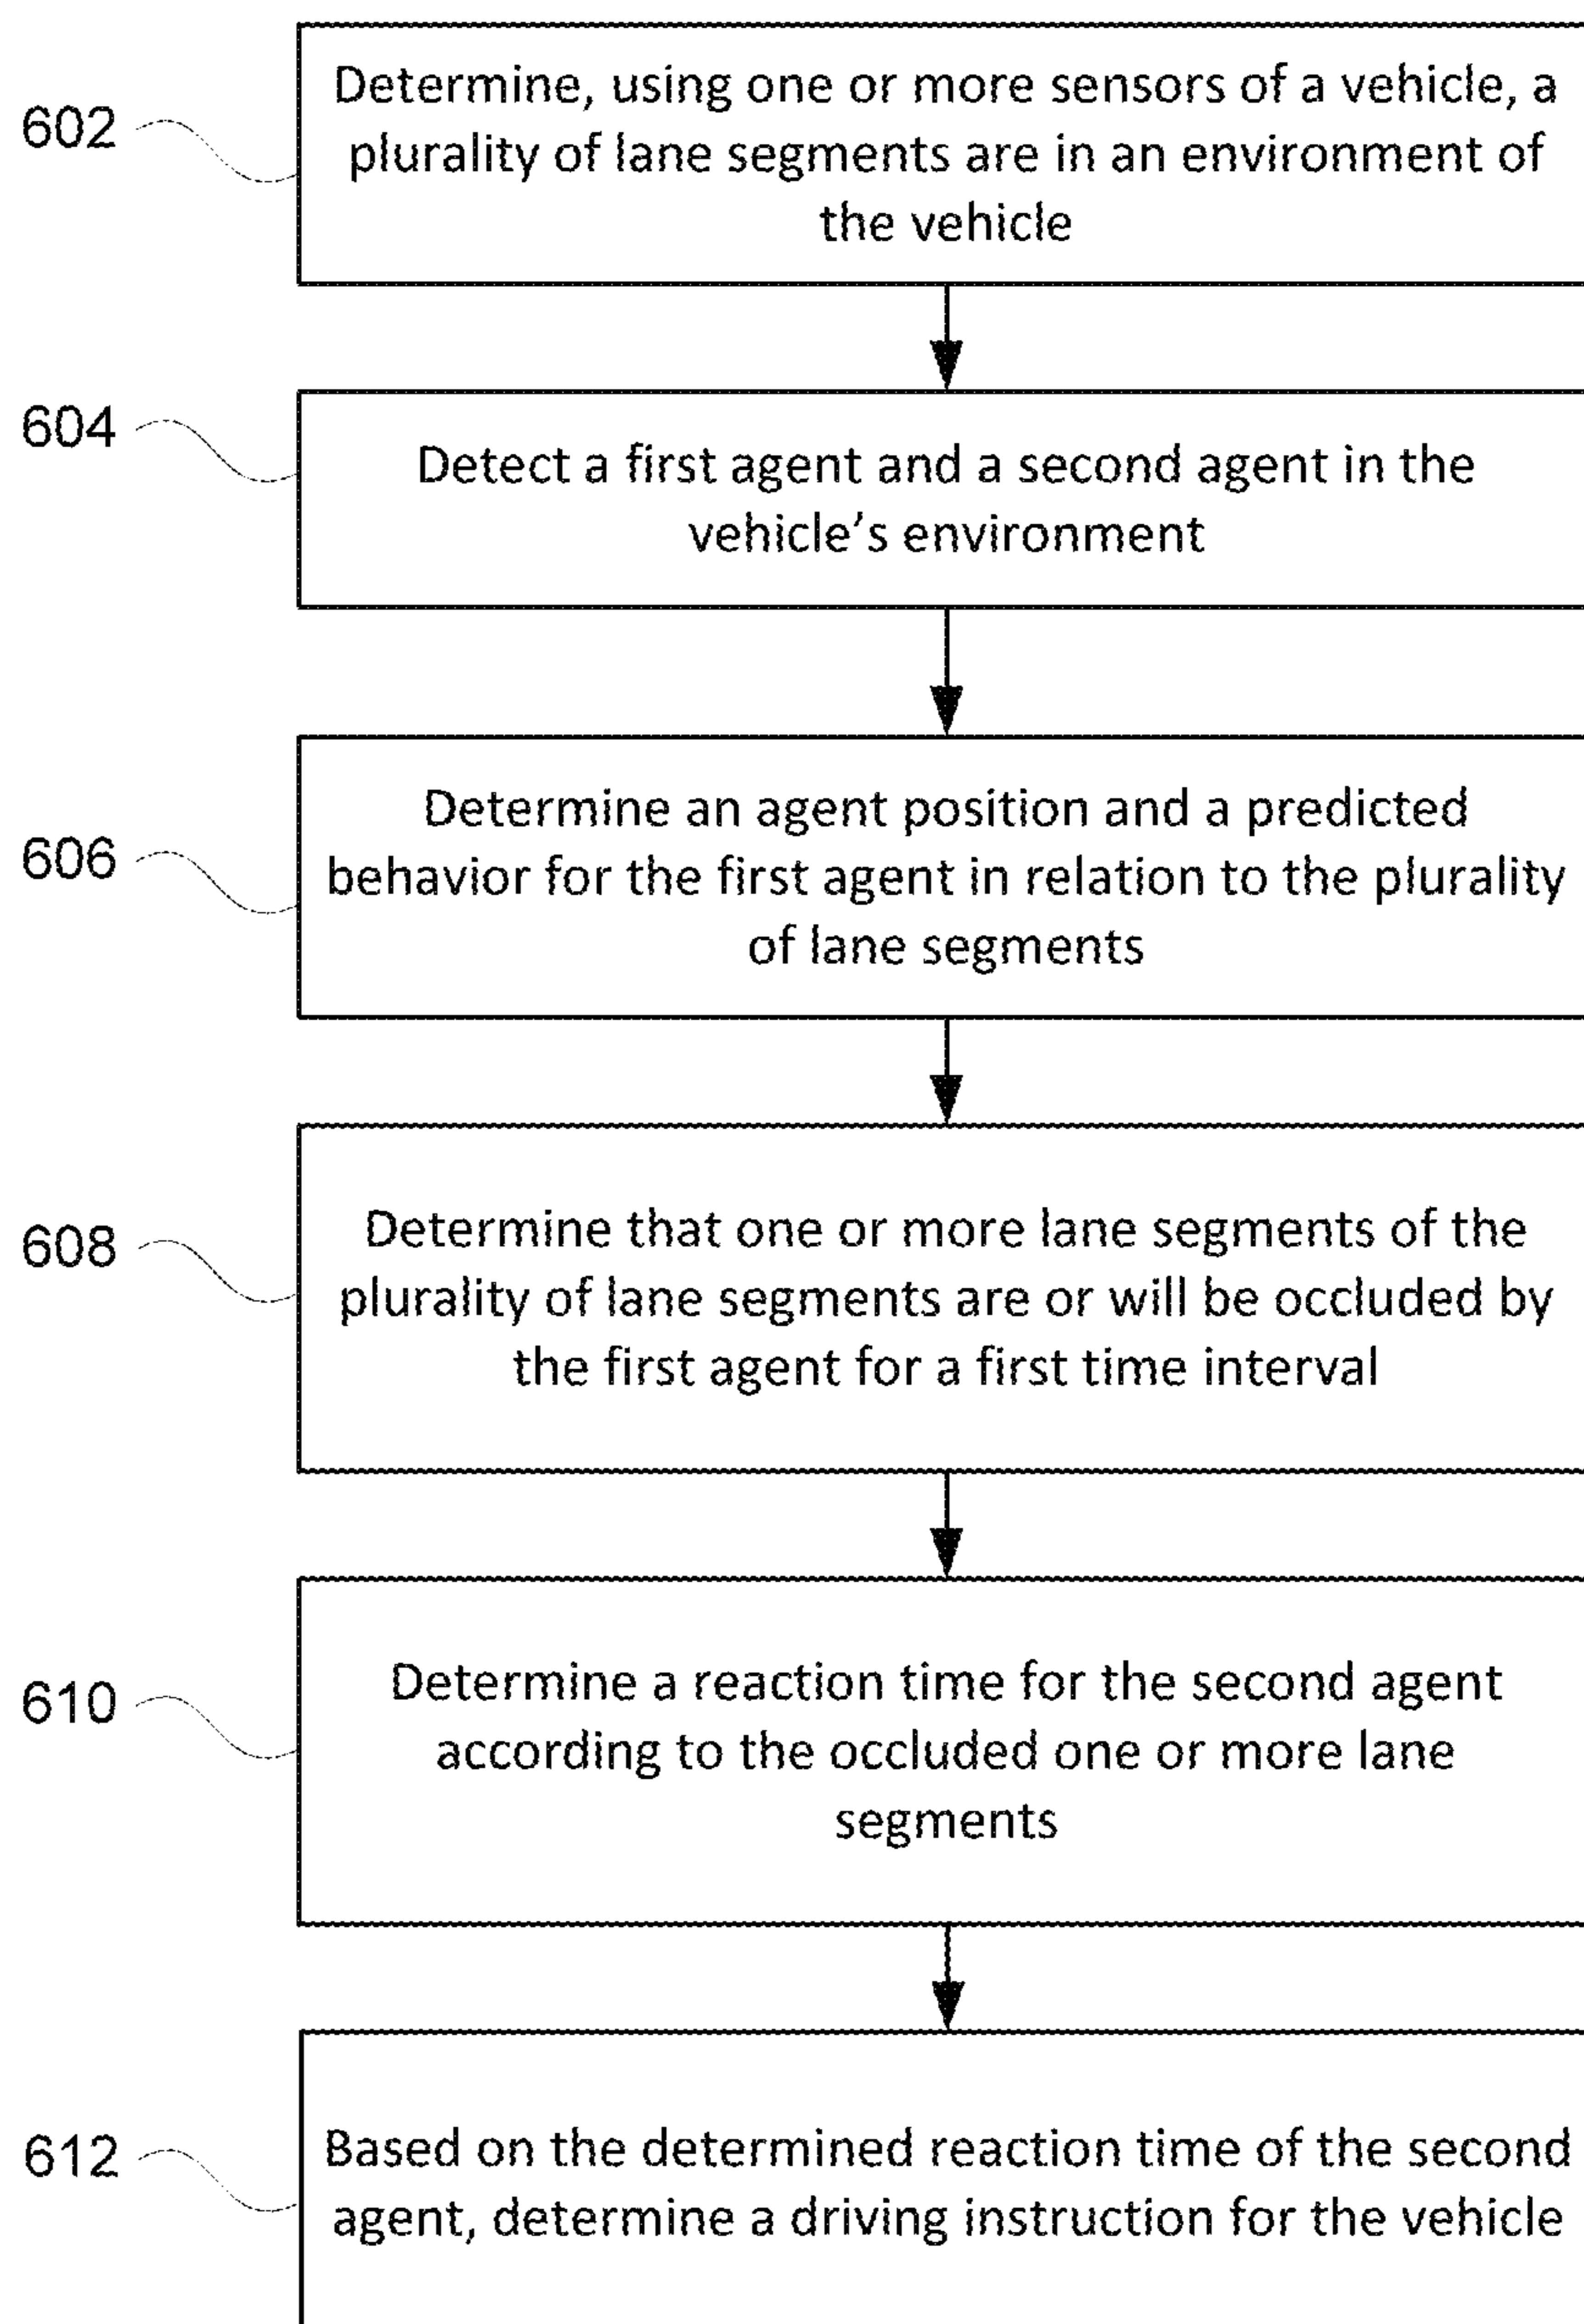 602
Determine, using one or more sensors of a vehicle, a
plurality of lane segments are in an environment of
the vehicle
604
Detect a first agent and a second agent in the
vehicle’s environment
606
Determine an agent position and a predicted
behavior for the first agent in relation to the plurality
of lane segments
608
Determine that one or more lane segments of the
plurality of lane segments are or will be occluded by
the first agent for a first time interval
610
Determine a reaction time for the second agent
according to the occluded one or more lane
segments
612
Based on the determined reaction time of the second
agent, determine a driving instruction for the vehicle